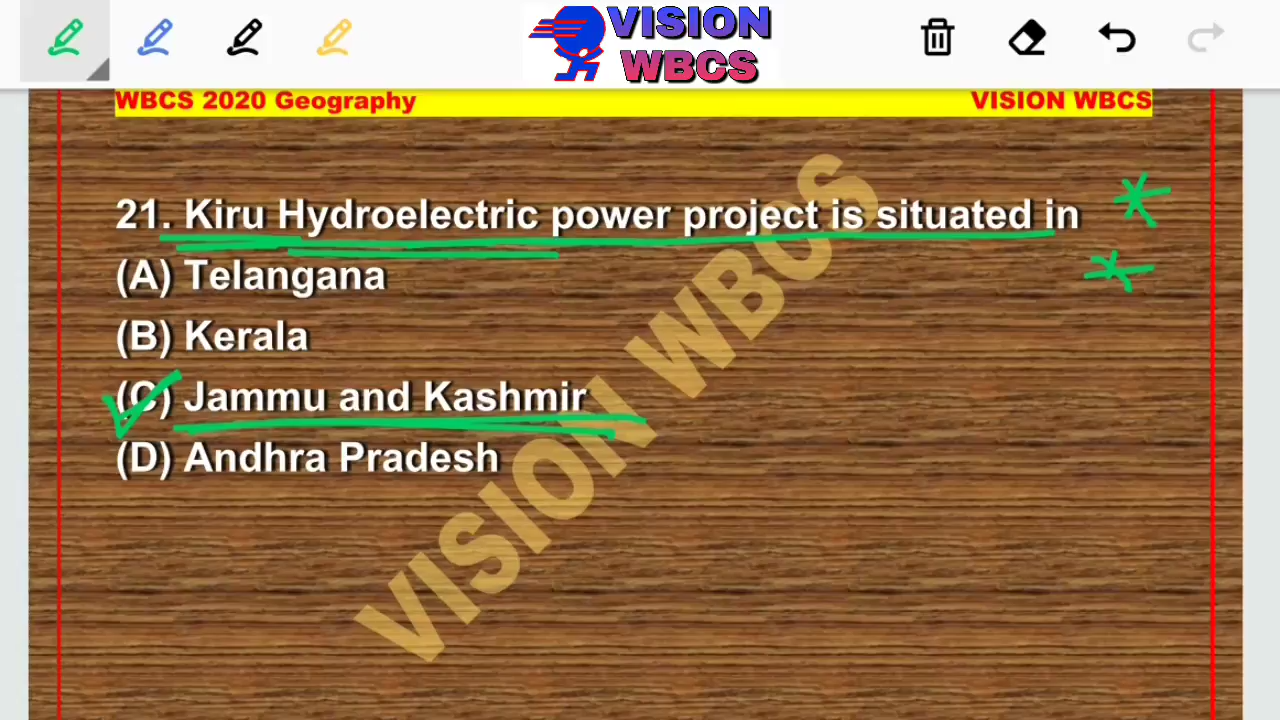 VISION
WBCS
WBCS 2020 Geography VISION WBCS
21. Kiru Hydroelectric power project is situated in
(A) Telangana
(B) Kerala
(C) Jammu and Kashmir
(D) Andhra Pradesh
VISION WBCS